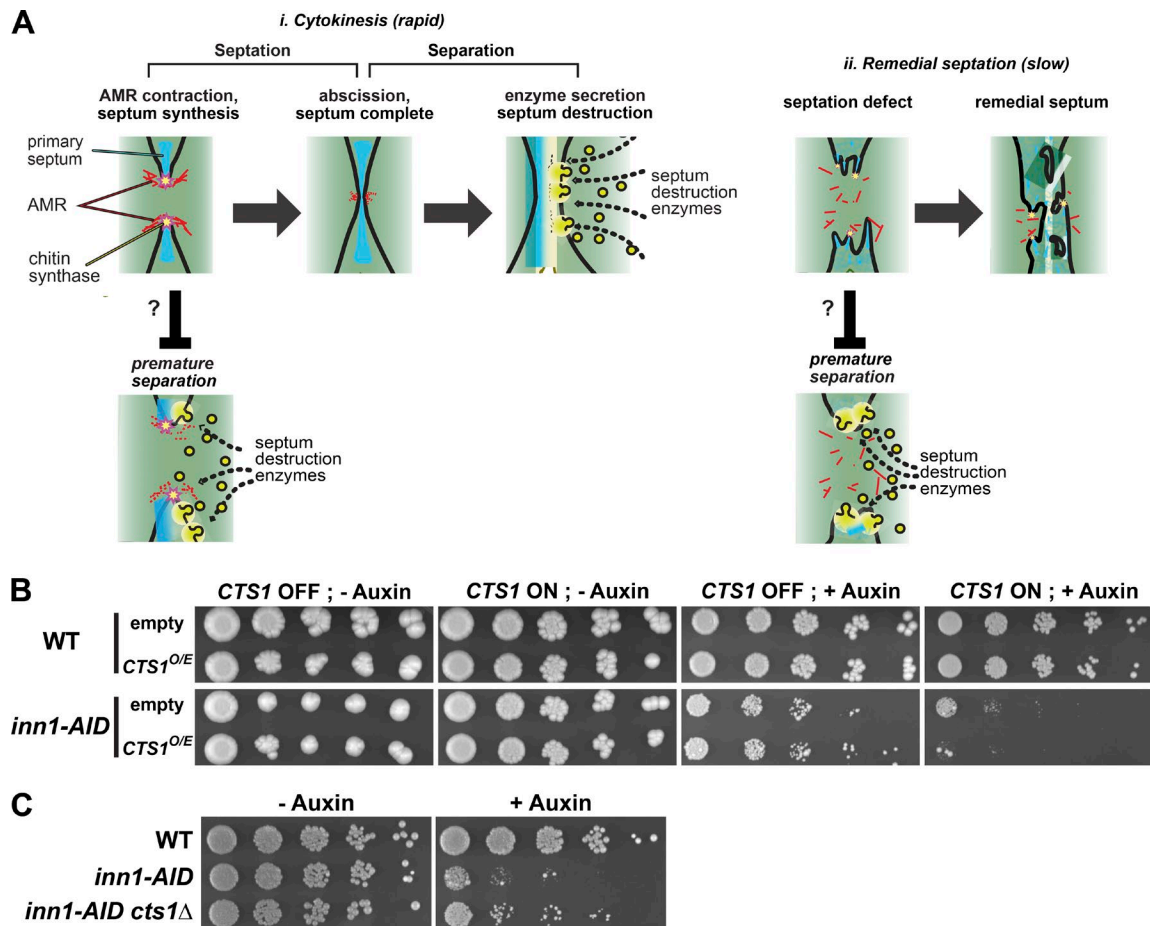 A
i. Cytokinesis (rapid)
Septation
Separation
ii. Remedial septation (slow)
AMR contraction,
septum synthesis
abscission,
septum complete
enzyme secretion
septum destruction
septation defect
remedial septum
primary
septum
AMR
chitin
synthase
septum
destruction
enzymes
?
premature
separation
septum
destruction
enzymes
?
premature
separation
septum
destruction
enzymes
B
CTS1 OFF ; - Auxin
CTS1 ON ; - Auxin
CTS1 OFF ; + Auxin
CTS1 ON ; + Auxin
WT
empty
CTS1 O/E
inn1-AID
empty
CTS1 O/E
C
- Auxin
+ Auxin
WT
inn1-AID
inn1-AID cts1Δ